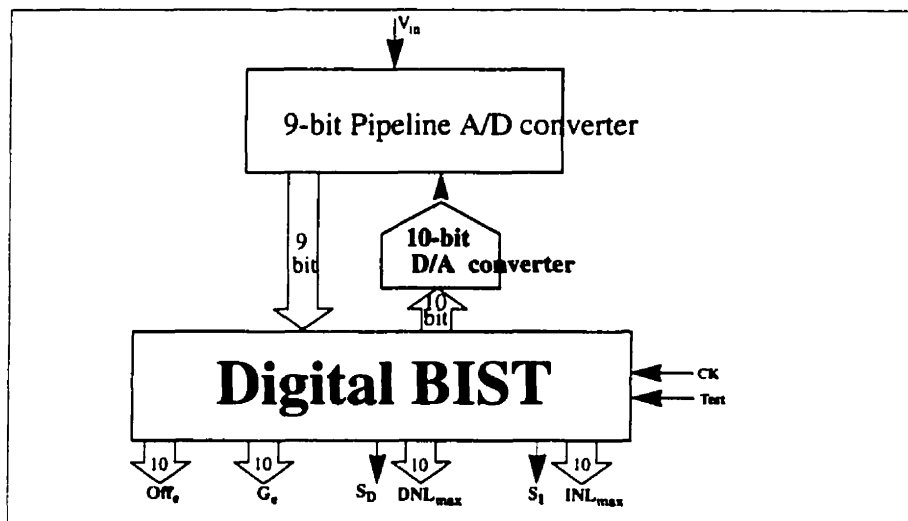 Vin
9-bit Pipeline A/D converter
9
bit
10-bit
D/A converter
10
bit
Digital BIST
CK
Test
10
10
10
10
Offe
Ge
SD
DNLmax
SI
INLmax